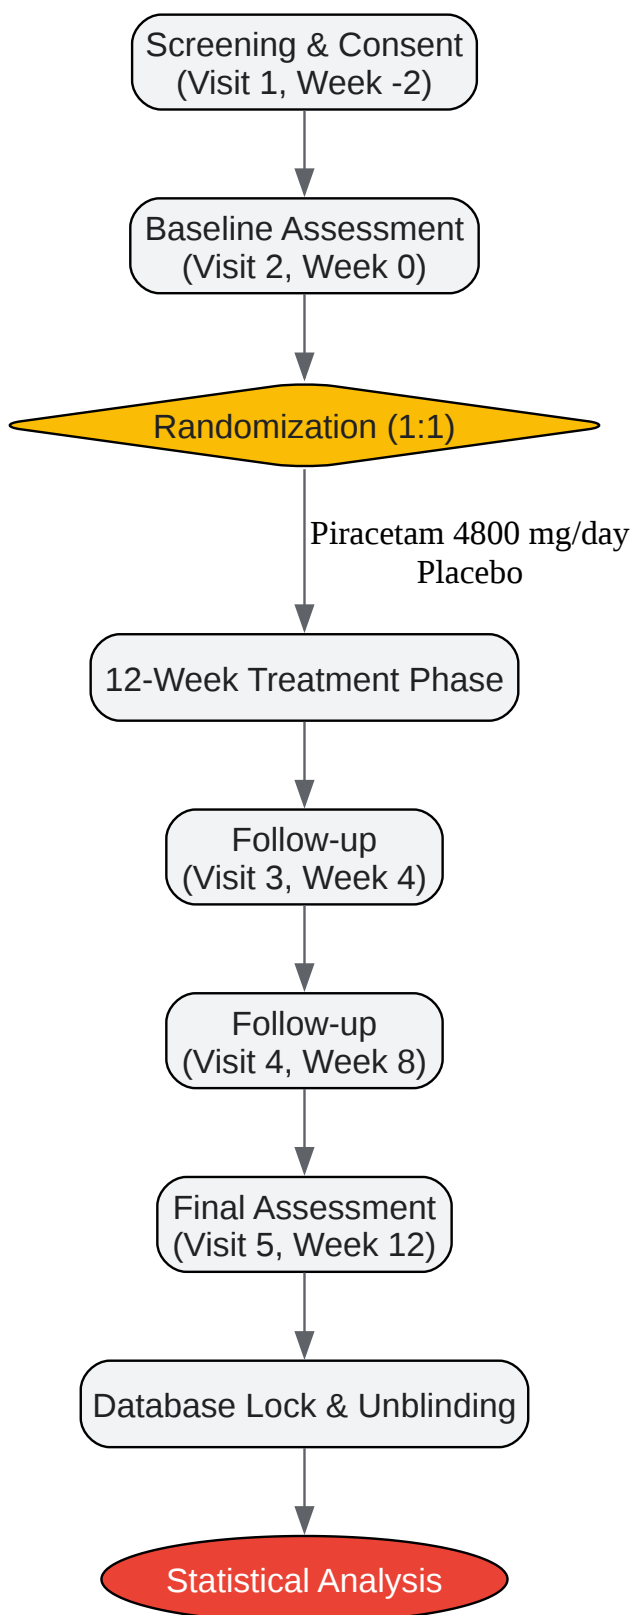 Screening & Consent
(Visit 1, Week -2)
Baseline Assessment
(Visit 2, Week 0)
Randomization (1:1)
Piracetam 4800 mg/day
Placebo
12-Week Treatment Phase
Follow-up
(Visit 3, Week 4)
Follow-up
(Visit 4, Week 8)
Final Assessment
(Visit 5, Week 12)
Database Lock & Unblinding
Statistical Analysis